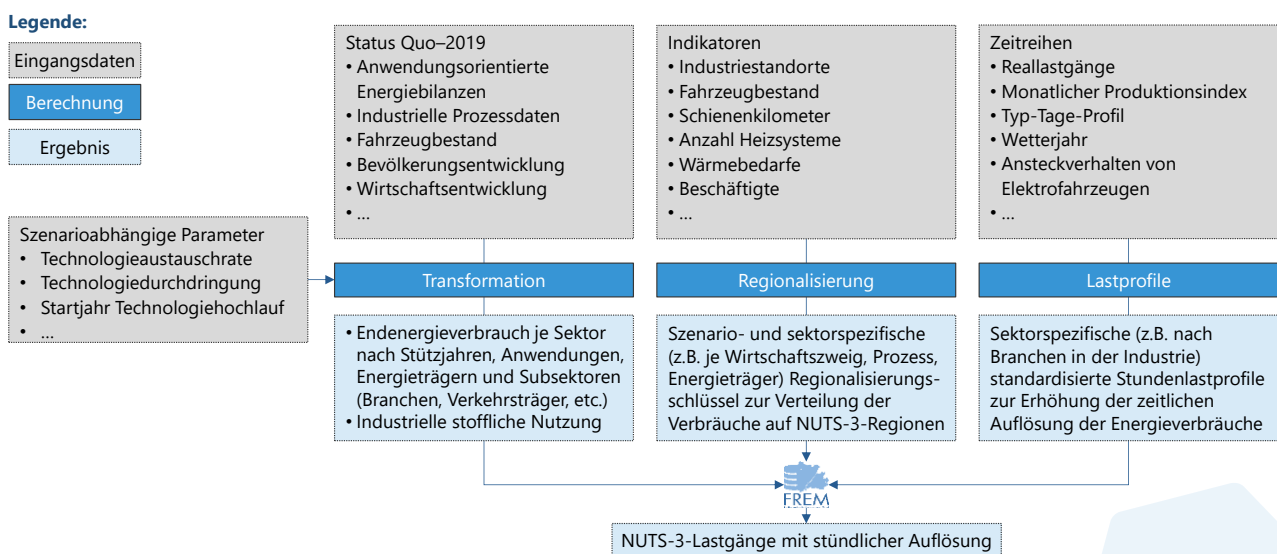 Legende:
Eingangsdaten
Berechnung
Ergebnis
Szenarioabhängige Parameter
• Technologieaustauschrate
• Technologiedurchdringung
• Startjahr Technologiehochlauf
• ...
Status Quo–2019
• Anwendungsorientierte
Energiebilanzen
• Industrielle Prozessdaten
• Fahrzeugbestand
• Bevölkerungsentwicklung
• Wirtschaftsentwicklung
• ...
Transformation
• Endenergieverbrauch je Sektor
nach Stützjahren, Anwendungen,
Energieträgern und Subsektoren
(Branchen, Verkehrsträger, etc.)
• Industrielle stoffliche Nutzung
Indikatoren
• Industriestandorte
• Fahrzeugbestand
• Schienenkilometer
• Anzahl Heizsysteme
• Wärmebedarfe
• Beschäftigte
• ...
Regionalisierung
Szenario- und sektorspezifische
(z.B. je Wirtschaftszweig, Prozess,
Energieträger) Regionalisierungs-
schlüssel zur Verteilung der
Verbräuche auf NUTS-3-Regionen
Zeitreihen
• Reallastgänge
• Monatlicher Produktionsindex
• Typ-Tage-Profil
• Wetterjahr
• Ansteckverhalten von
Elektrofahrzeugen
• ...
Lastprofile
Sektorspezifische (z.B. nach
Branchen in der Industrie)
standardisierte Stundenlastprofile
zur Erhöhung der zeitlichen
Auflösung der Energieverbräuche
FREM
NUTS-3-Lastgänge mit stündlicher Auflösung